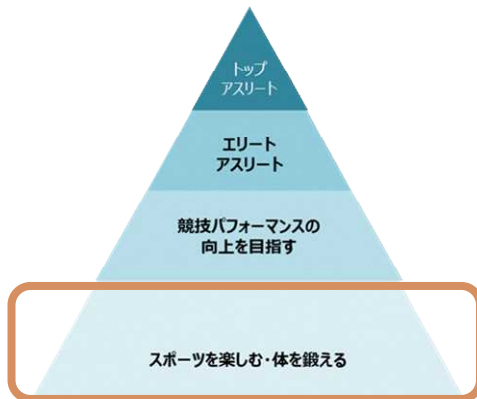 トップ
アスリート
エリート
アスリート
競技パフォーマンスの
向上を目指す
スポーツを楽しむ・体を鍛える